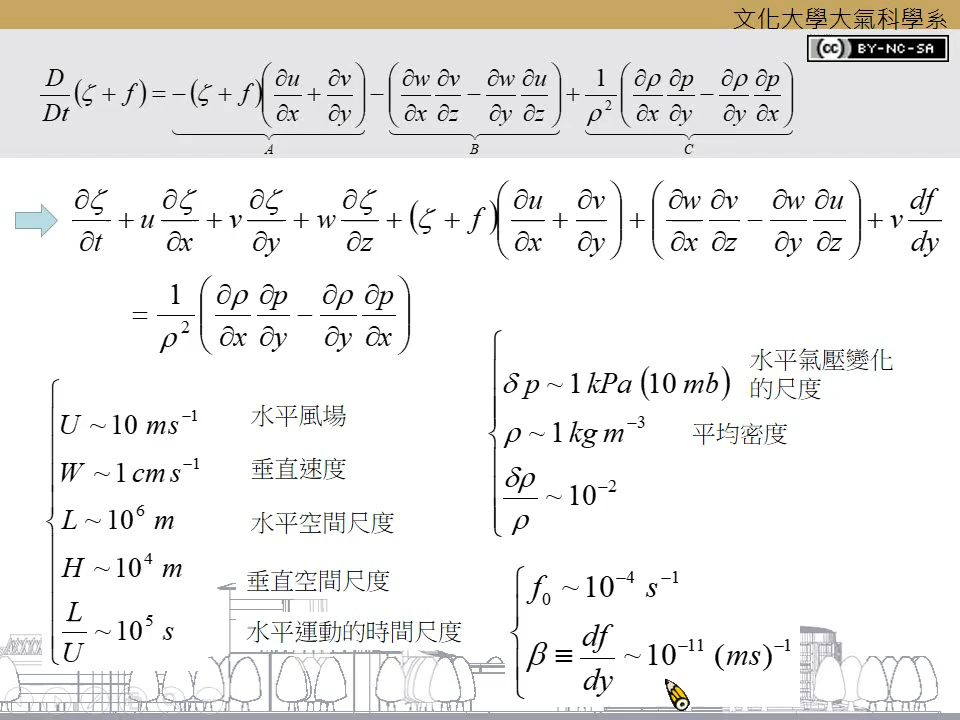 文化大學大氣科學系
(cc) BY-NC-SA
D/Dt (ζ + f) = −(ζ + f)(∂u/∂x + ∂v/∂y) − (∂w/∂x ∂v/∂z − ∂w/∂y ∂u/∂z) + 1/ρ² (∂ρ/∂x ∂p/∂y − ∂ρ/∂y ∂p/∂x)
A B C
∂ζ/∂t + u ∂ζ/∂x + v ∂ζ/∂y + w ∂ζ/∂z + (ζ + f)(∂u/∂x + ∂v/∂y) + (∂w/∂x ∂v/∂z − ∂w/∂y ∂u/∂z) + v df/dy
= 1/ρ² (∂ρ/∂x ∂p/∂y − ∂ρ/∂y ∂p/∂x)
U ~ 10 ms⁻¹ 水平風場
W ~ 1 cm s⁻¹ 垂直速度
L ~ 10⁶ m 水平空間尺度
H ~ 10⁴ m 垂直空間尺度
L/U ~ 10⁵ s 水平運動的時間尺度
δp ~ 1 kPa (10 mb) 水平氣壓變化
的尺度
ρ ~ 1 kg m⁻³ 平均密度
δρ/ρ ~ 10⁻²
f₀ ~ 10⁻⁴ s⁻¹
β ≡ df/dy ~ 10⁻¹¹ (ms)⁻¹